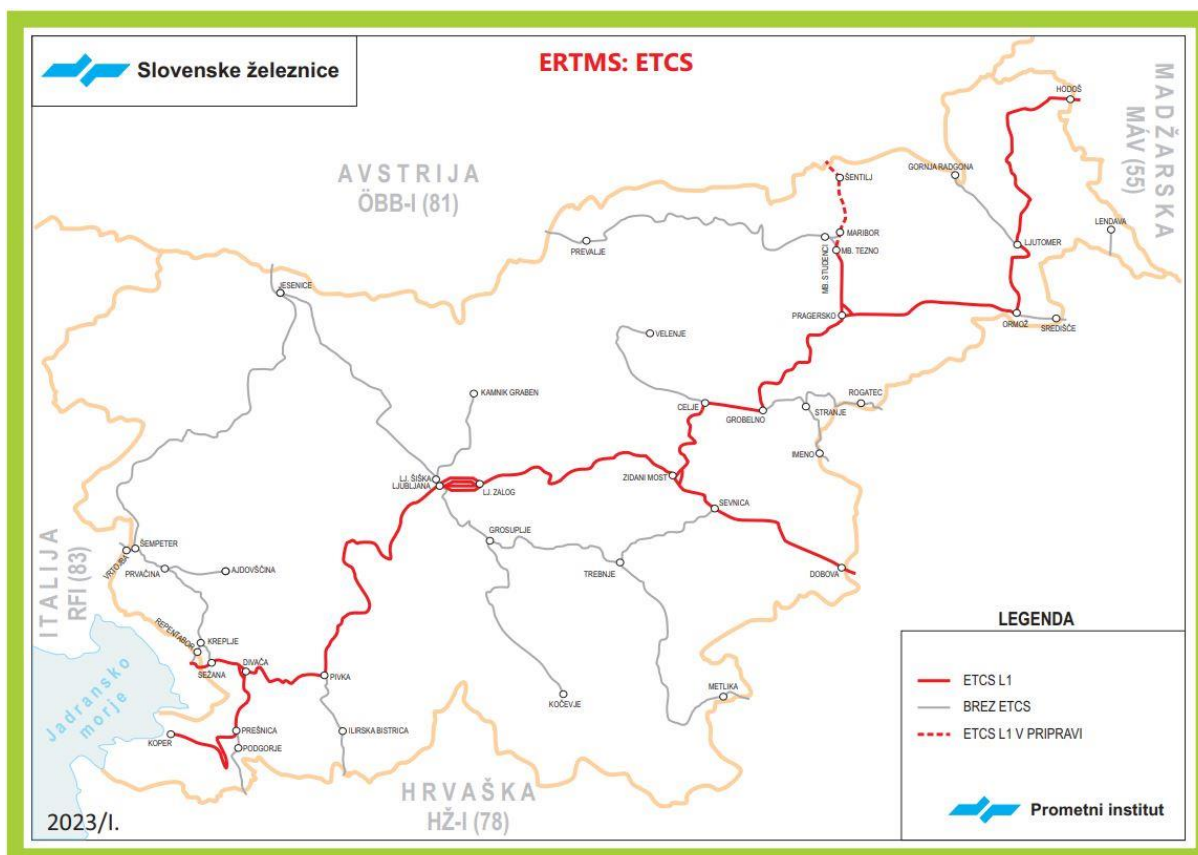 Slovenske železnice
ERTMS: ETCS
AVSTRIJA
ÖBB-I (81)
MADŽARSKA
MÁV (55)
HODOŠ
GORNJA RADGONA
ŠENTILJ
LENDAVA
MARIBOR
LJUTOMER
PREVALJE
MB. STUDENCI
MB. TEZNO
JESENICE
PRAGERSKO
ORMOŽ
SREDIŠČE
VELENJE
KAMNIK GRABEN
CELJE
ROGATEC
GROBELNO
STRANJE
IMENO
LJ. ŠIŠKA
LJUBLJANA
LJ. ZALOG
ZIDANI MOST
SEVNICA
GROSUPLJE
ŠEMPETER
VRTOJBA
PRVAČINA
AJDOVŠČINA
TREBNJE
DOBOVA
ITALIJA
RFI (83)
REPENTABOR
KREPLJE
SEŽANA
DIVAČA
PIVKA
KOČEVJE
METLIKA
Jadransko
morje
KOPER
PREŠNICA
PODGORJE
ILIRSKA BISTRICA
HRVAŠKA
HŽ-I (78)
LEGENDA
ETCS L1
BREZ ETCS
ETCS L1 V PRIPRAVI
Prometni institut
2023/I.